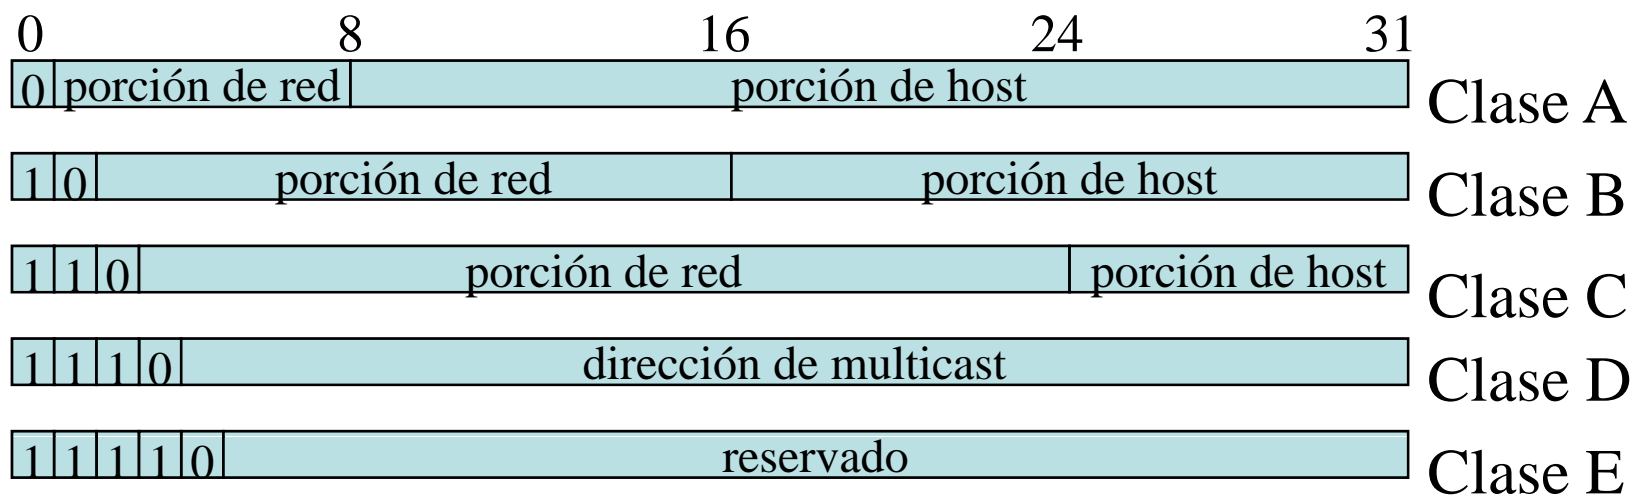 0 8 16 24 31
0 porción de red porción de host Clase A
1 0 porción de red porción de host Clase B
1 1 0 porción de red porción de host Clase C
1 1 1 0 dirección de multicast Clase D
1 1 1 1 0 reservado Clase E